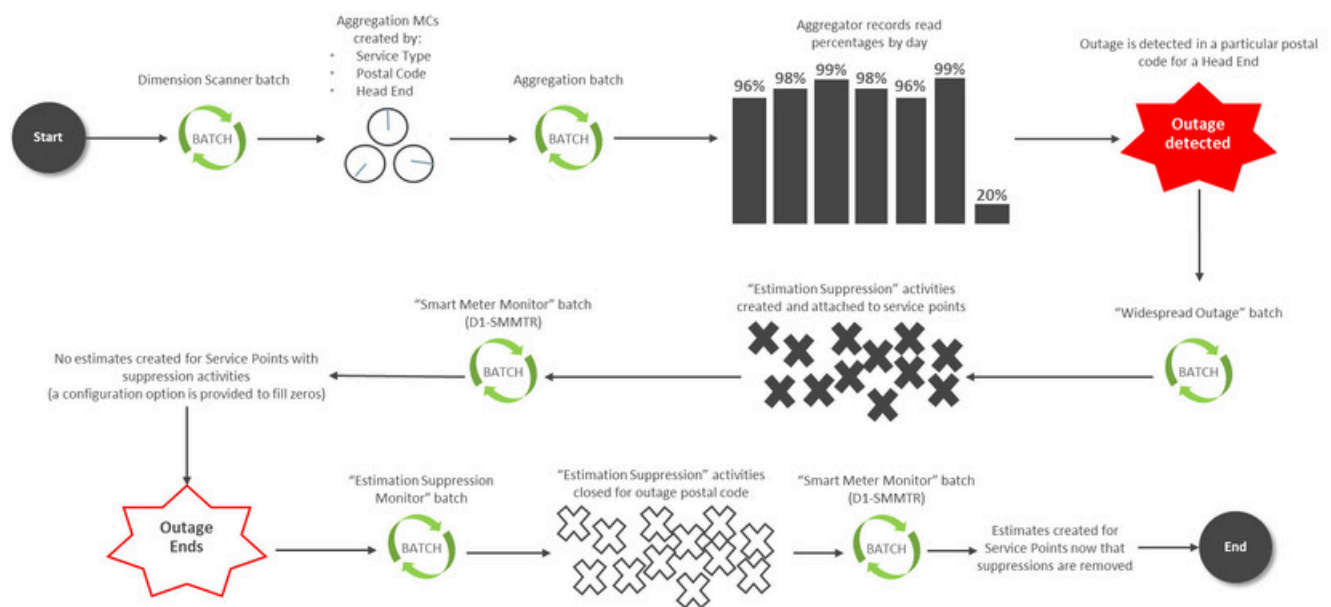 Start
Dimension Scanner batch
BATCH
Aggregation MCs
created by:
• Service Type
• Postal Code
• Head End
Aggregation batch
BATCH
Aggregator records read
percentages by day
96%
98%
99%
98%
96%
99%
20%
Outage is detected in a particular postal
code for a Head End
Outage
detected
"Widespread Outage" batch
BATCH
"Estimation Suppression" activities
created and attached to service points
"Smart Meter Monitor" batch
(D1-SMMTR)
BATCH
No estimates created for Service Points with
suppression activities
(a configuration option is provided to fill zeros)
Outage
Ends
"Estimation Suppression
Monitor" batch
BATCH
"Estimation Suppression" activities
closed for outage postal code
"Smart Meter Monitor" batch
(D1-SMMTR)
BATCH
Estimates created for
Service Points now that
suppressions are removed
End